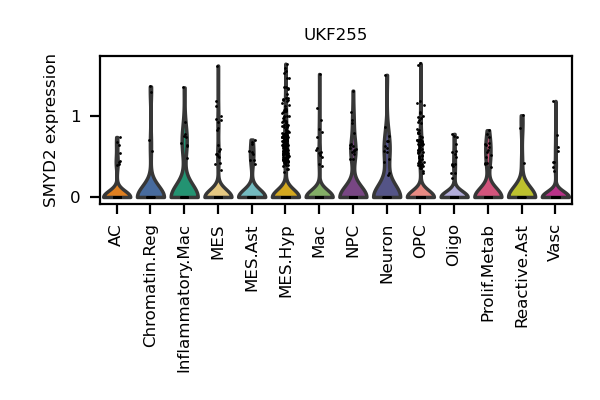 UKF255
SMYD2 expression
1
0
AC
Chromatin.Reg
Inflammatory.Mac
MES
MES.Ast
MES.Hyp
Mac
NPC
Neuron
OPC
Oligo
Prolif.Metab
Reactive.Ast
Vasc